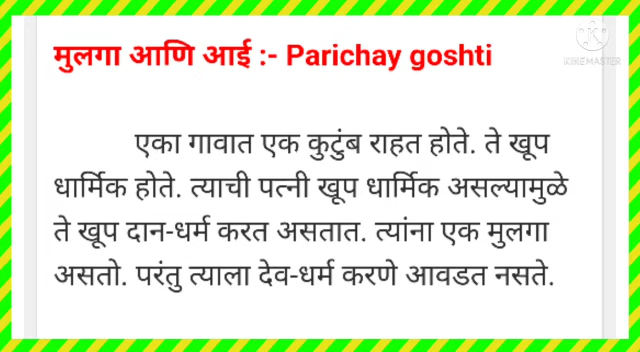 मुलगा आणि आई :- Parichay goshti
KINEMASTER
एका गावात एक कुटुंब राहत होते. ते खूप
धार्मिक होते. त्याची पत्नी खूप धार्मिक असल्यामुळे
ते खूप दान-धर्म करत असतात. त्यांना एक मुलगा
असतो. परंतु त्याला देव-धर्म करणे आवडत नसते.